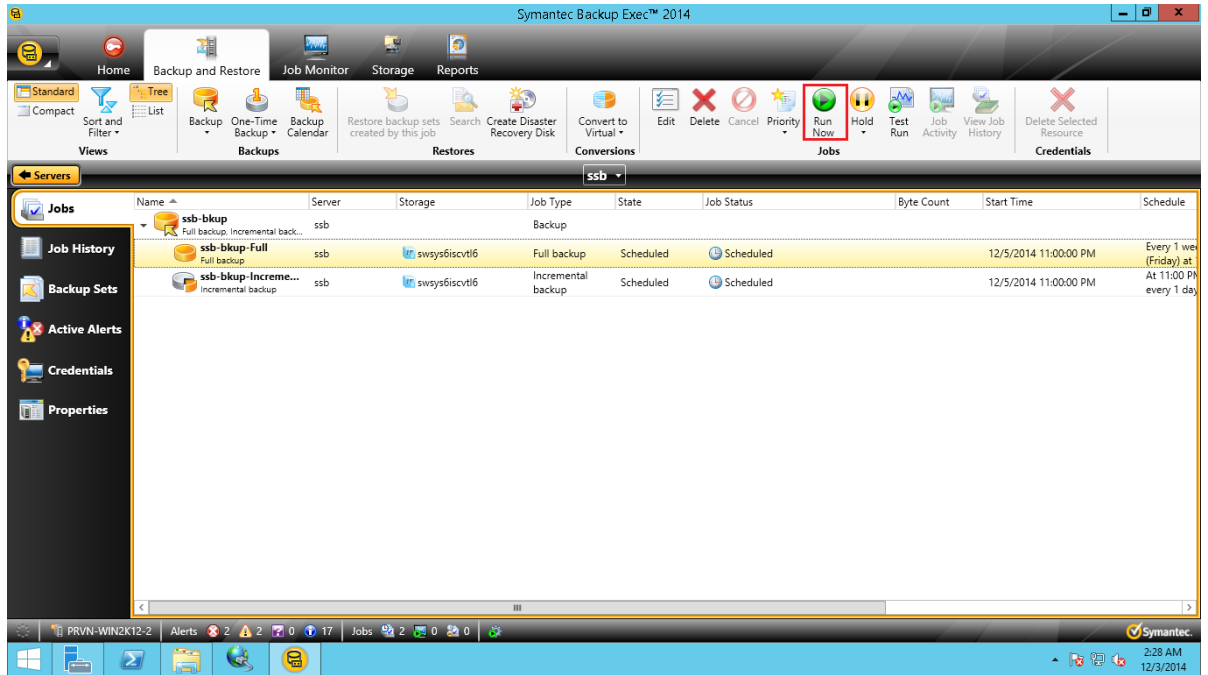 Symantec Backup Exec™ 2014
Home
Backup and Restore
Job Monitor
Storage
Reports
Standard
Compact
Sort and
Filter
Tree
List
Views
Backup
One-Time
Backup
Backup
Calendar
Backups
Restore backup sets
created by this job
Search
Create Disaster
Recovery Disk
Restores
Convert to
Virtual
Conversions
Edit
Delete
Cancel
Priority
Run
Now
Hold
Test
Run
Job
Activity
View Job
History
Jobs
Delete Selected
Resource
Credentials
Servers
ssb
Jobs
Job History
Backup Sets
Active Alerts
Credentials
Properties
Name Server Storage Job Type State Job Status Byte Count Start Time Schedule
ssb-bkup
Full backup, Incremental back...
ssb Backup
ssb-bkup-Full
Full backup
ssb swsys6iscvtl6 Full backup Scheduled Scheduled 12/5/2014 11:00:00 PM
Every 1 we
(Friday) at
ssb-bkup-Increme...
Incremental backup
ssb swsys6iscvtl6
Incremental
backup
Scheduled Scheduled 12/5/2014 11:00:00 PM
At 11:00 PM
every 1 day
PRVN-WIN2K12-2 Alerts 2 2 0 17 Jobs 2 0 0 Symantec.
2:28 AM
12/3/2014